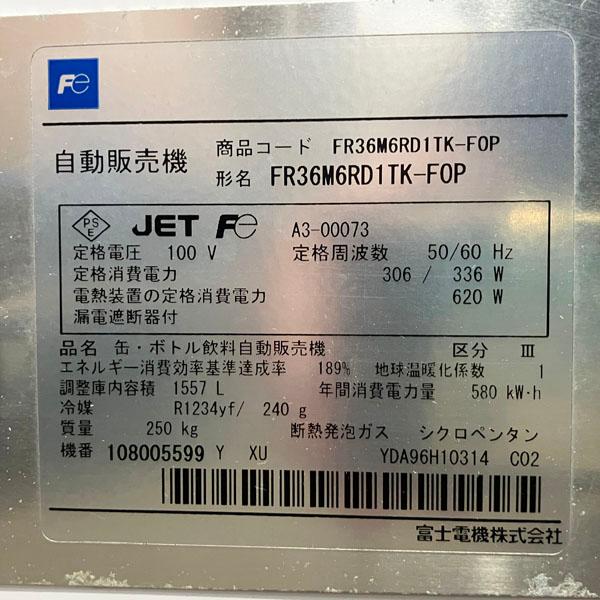 Fe
自動販売機
商品コード FR36M6RD1TK-FOP
形名 FR36M6RD1TK-FOP
PSE JET Fe A3-00073
定格電圧 100 V 定格周波数 50/60 Hz
定格消費電力 306 / 336 W
電熱装置の定格消費電力 620 W
漏電遮断器付
品名 缶・ボトル飲料自動販売機 区分 Ⅲ
エネルギー消費効率基準達成率 189% 地球温暖化係数 1
調整庫内容積 1557 L 年間消費電力量 580 kW·h
冷媒 R1234yf/ 240 g
質量 250 kg 断熱発泡ガス シクロペンタン
機番 108005599 Y XU YDA96H10314 C02
富士電機株式会社